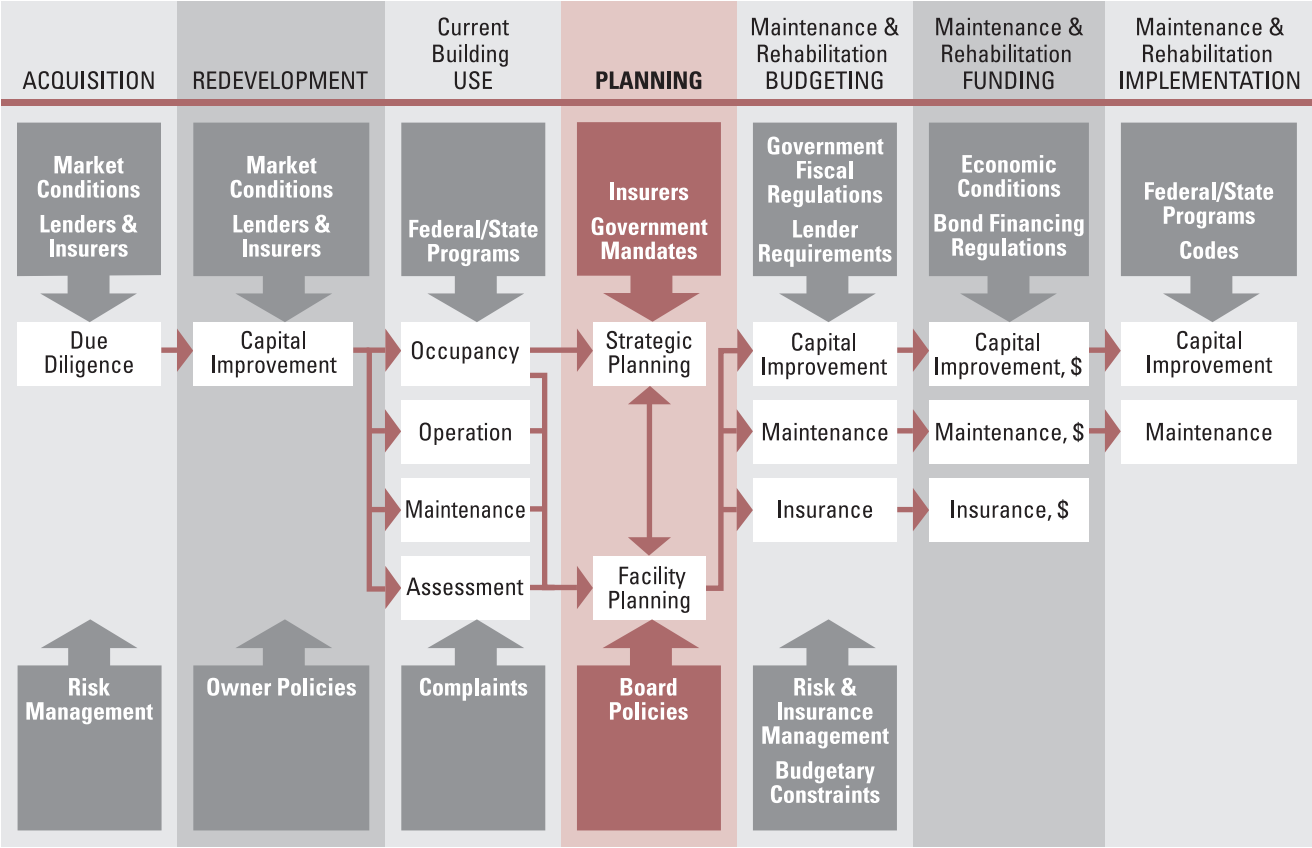 ACQUISITION
REDEVELOPMENT
Current
Building
USE
PLANNING
Maintenance &
Rehabilitation
BUDGETING
Maintenance &
Rehabilitation
FUNDING
Maintenance &
Rehabilitation
IMPLEMENTATION
Market
Conditions
Lenders &
Insurers
Market
Conditions
Lenders &
Insurers
Federal/State
Programs
Insurers
Government
Mandates
Government
Fiscal
Regulations
Lender
Requirements
Economic
Conditions
Bond Financing
Regulations
Federal/State
Programs
Codes
Due
Diligence
Capital
Improvement
Occupancy
Strategic
Planning
Capital
Improvement
Capital
Improvement, $
Capital
Improvement
Operation
Maintenance
Maintenance, $
Maintenance
Maintenance
Insurance
Insurance, $
Assessment
Facility
Planning
Risk
Management
Owner Policies
Complaints
Board
Policies
Risk &
Insurance
Management
Budgetary
Constraints